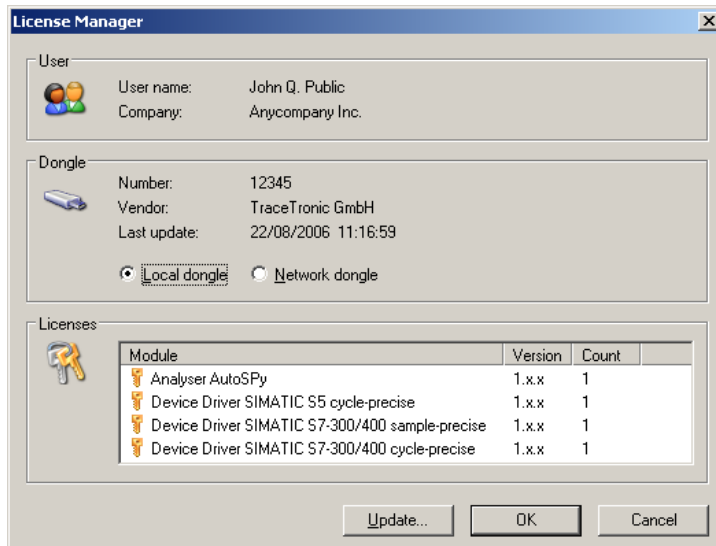 License Manager
User
User name: John Q. Public
Company: Anycompany Inc.
Dongle
Number: 12345
Vendor: TraceTronic GmbH
Last update: 22/08/2006 11:16:59
Local dongle Network dongle
Licenses
Module Version Count
Analyser AutoSPy 1.x.x 1
Device Driver SIMATIC S5 cycle-precise 1.x.x 1
Device Driver SIMATIC S7-300/400 sample-precise 1.x.x 1
Device Driver SIMATIC S7-300/400 cycle-precise 1.x.x 1
Update... OK Cancel